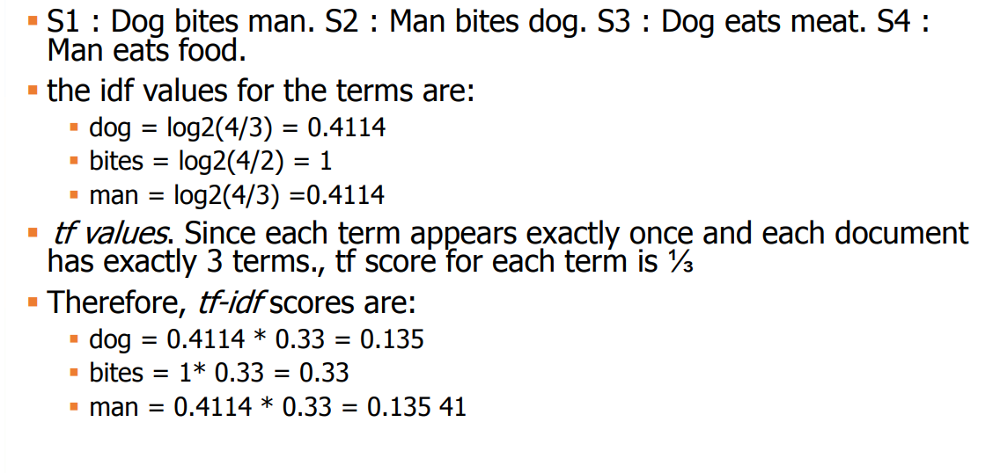 ▪ S1 : Dog bites man. S2 : Man bites dog. S3 : Dog eats meat. S4 :
Man eats food.
▪ the idf values for the terms are:
▪ dog = log2(4/3) = 0.4114
▪ bites = log2(4/2) = 1
▪ man = log2(4/3) =0.4114
▪ tf values. Since each term appears exactly once and each document
has exactly 3 terms., tf score for each term is ⅓
▪ Therefore, tf-idf scores are:
▪ dog = 0.4114 * 0.33 = 0.135
▪ bites = 1* 0.33 = 0.33
▪ man = 0.4114 * 0.33 = 0.135 41